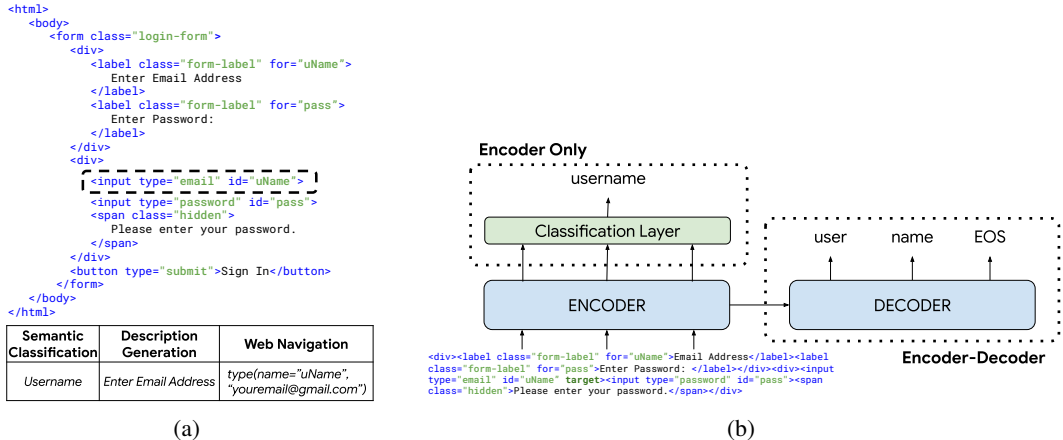 <html>
<body>
<form class="login-form">
<div>
<label class="form-label" for="uName">
Enter Email Address
</label>
<label class="form-label" for="pass">
Enter Password:
</label>
</div>
<div>
<input type="email" id="uName">
<input type="password" id="pass">
<span class="hidden">
Please enter your password.
</span>
</div>
<button type="submit">Sign In</button>
</form>
</body>
</html>
Semantic Classification
Description Generation
Web Navigation
Username
Enter Email Address
type(name="uName", "youremail@gmail.com")
(a)
Encoder Only
username
Classification Layer
ENCODER
user name EOS
DECODER
Encoder-Decoder
<div><label class="form-label" for="uName">Email Address</label><label
class="form-label" for="pass">Enter Password: </label></div><div><input
type="email" id="uName" target><input type="password" id="pass"><span
class="hidden">Please enter your password.</span></div>
(b)